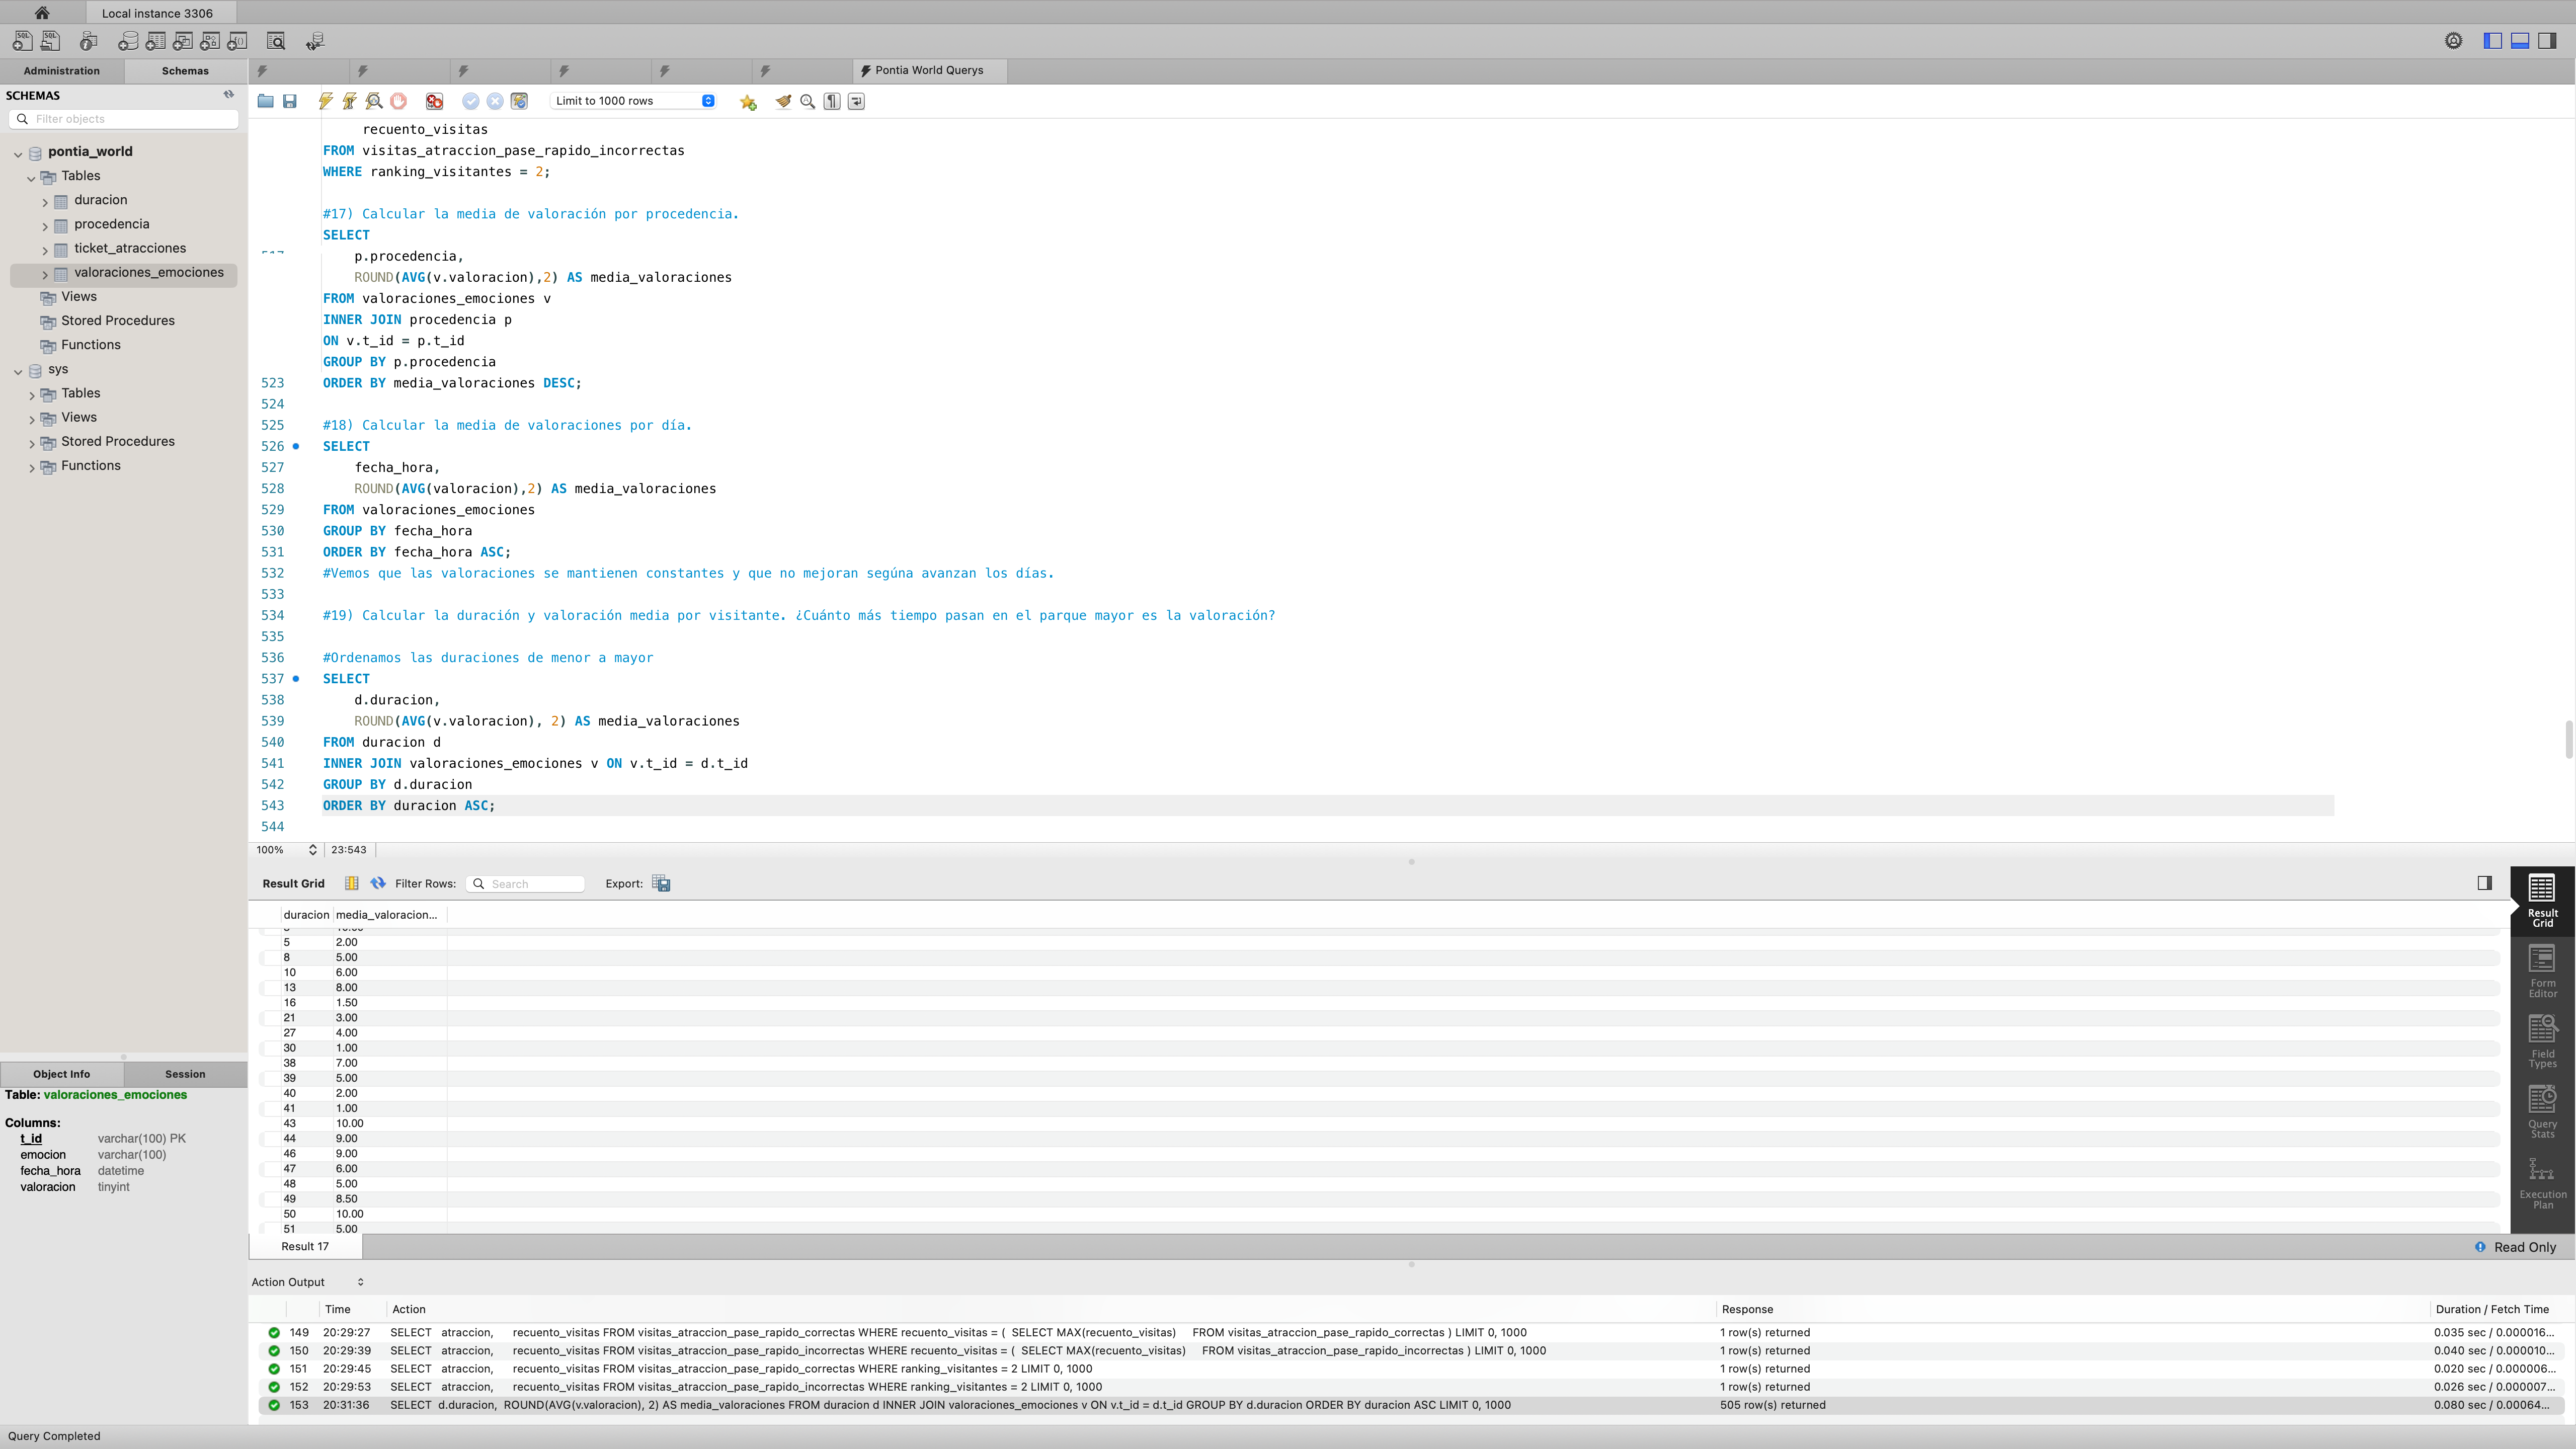 Local instance 3306
Administration
Schemas
Pontia World Querys
SCHEMAS
Filter objects
pontia_world
Tables
duracion
procedencia
ticket_atracciones
valoraciones_emociones
Views
Stored Procedures
Functions
sys
Tables
Views
Stored Procedures
Functions
Limit to 1000 rows
recuento_visitas
FROM visitas_atraccion_pase_rapido_incorrectas
WHERE ranking_visitantes = 2;
#17) Calcular la media de valoración por procedencia.
SELECT
p.procedencia,
ROUND(AVG(v.valoracion),2) AS media_valoraciones
FROM valoraciones_emociones v
INNER JOIN procedencia p
ON v.t_id = p.t_id
GROUP BY p.procedencia
523 ORDER BY media_valoraciones DESC;
524
525 #18) Calcular la media de valoraciones por día.
526 SELECT
527 fecha_hora,
528 ROUND(AVG(valoracion),2) AS media_valoraciones
529 FROM valoraciones_emociones
530 GROUP BY fecha_hora
531 ORDER BY fecha_hora ASC;
532 #Vemos que las valoraciones se mantienen constantes y que no mejoran segúna avanzan los días.
533
534 #19) Calcular la duración y valoración media por visitante. ¿Cuánto más tiempo pasan en el parque mayor es la valoración?
535
536 #Ordenamos las duraciones de menor a mayor
537 SELECT
538 d.duracion,
539 ROUND(AVG(v.valoracion), 2) AS media_valoraciones
540 FROM duracion d
541 INNER JOIN valoraciones_emociones v ON v.t_id = d.t_id
542 GROUP BY d.duracion
543 ORDER BY duracion ASC;
544
100% 23:543
Result Grid Filter Rows: Search Export:
duracion media_valoracion...
5 2.00
8 5.00
10 6.00
13 8.00
16 1.50
21 3.00
27 4.00
30 1.00
38 7.00
39 5.00
40 2.00
41 1.00
43 10.00
44 9.00
46 9.00
47 6.00
48 5.00
49 8.50
50 10.00
51 5.00
Result Grid
Form Editor
Field Types
Query Stats
Execution Plan
Result 17
Read Only
Object Info
Session
Table: valoraciones_emociones
Columns:
t_id varchar(100) PK
emocion varchar(100)
fecha_hora datetime
valoracion tinyint
Action Output
Time Action Response Duration / Fetch Time
149 20:29:27 SELECT atraccion, recuento_visitas FROM visitas_atraccion_pase_rapido_correctas WHERE recuento_visitas = ( SELECT MAX(recuento_visitas) FROM visitas_atraccion_pase_rapido_correctas ) LIMIT 0, 1000 1 row(s) returned 0.035 sec / 0.000016...
150 20:29:39 SELECT atraccion, recuento_visitas FROM visitas_atraccion_pase_rapido_incorrectas WHERE recuento_visitas = ( SELECT MAX(recuento_visitas) FROM visitas_atraccion_pase_rapido_incorrectas ) LIMIT 0, 1000 1 row(s) returned 0.040 sec / 0.000010...
151 20:29:45 SELECT atraccion, recuento_visitas FROM visitas_atraccion_pase_rapido_correctas WHERE ranking_visitantes = 2 LIMIT 0, 1000 1 row(s) returned 0.020 sec / 0.000006...
152 20:29:53 SELECT atraccion, recuento_visitas FROM visitas_atraccion_pase_rapido_incorrectas WHERE ranking_visitantes = 2 LIMIT 0, 1000 1 row(s) returned 0.026 sec / 0.000007...
153 20:31:36 SELECT d.duracion, ROUND(AVG(v.valoracion), 2) AS media_valoraciones FROM duracion d INNER JOIN valoraciones_emociones v ON v.t_id = d.t_id GROUP BY d.duracion ORDER BY duracion ASC LIMIT 0, 1000 505 row(s) returned 0.080 sec / 0.00064...
Query Completed